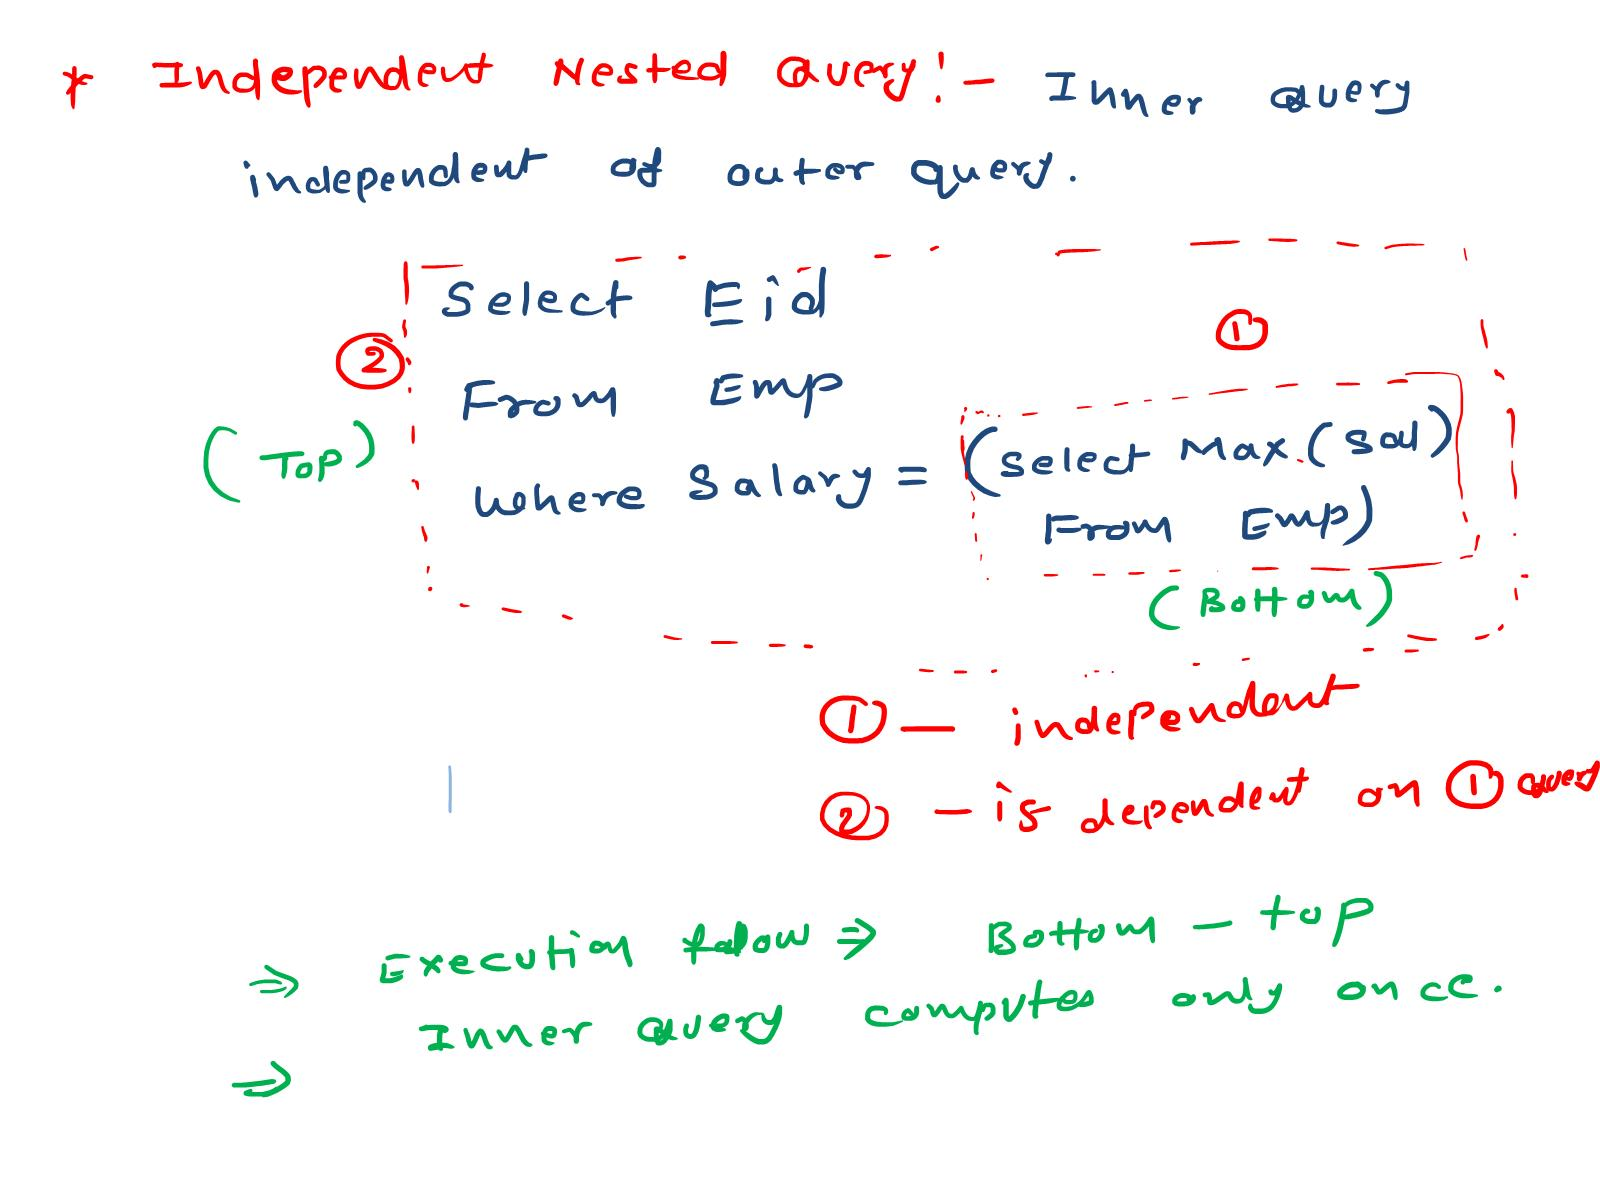 * Independent Nested Query! - Inner query
independent of outer query.
Select Eid
①
②
From Emp
(Top)
where Salary = (select Max.(sal)
From Emp)
(Bottom)
① — independent
② - is dependent on ① query
⇒ Execution flow ⇒ Bottom - top
⇒ Inner query computes only once.